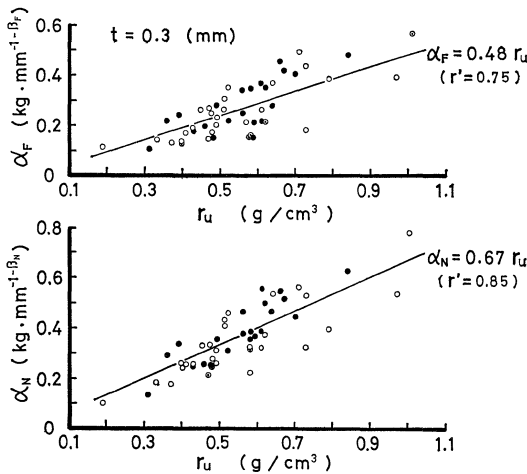 t = 0.3 (mm)
0.6
0.4
0.2
0
α_F (kg·mm⁻¹⁻ᵝF)
α_F = 0.48 r_u
(r' = 0.75)
0.1 0.3 0.5 0.7 0.9 1.1
r_u (g/cm³)
0.8
0.6
0.4
0.2
0
α_N (kg·mm⁻¹⁻ᵝN)
α_N = 0.67 r_u
(r' = 0.85)
0.1 0.3 0.5 0.7 0.9 1.1
r_u (g/cm³)